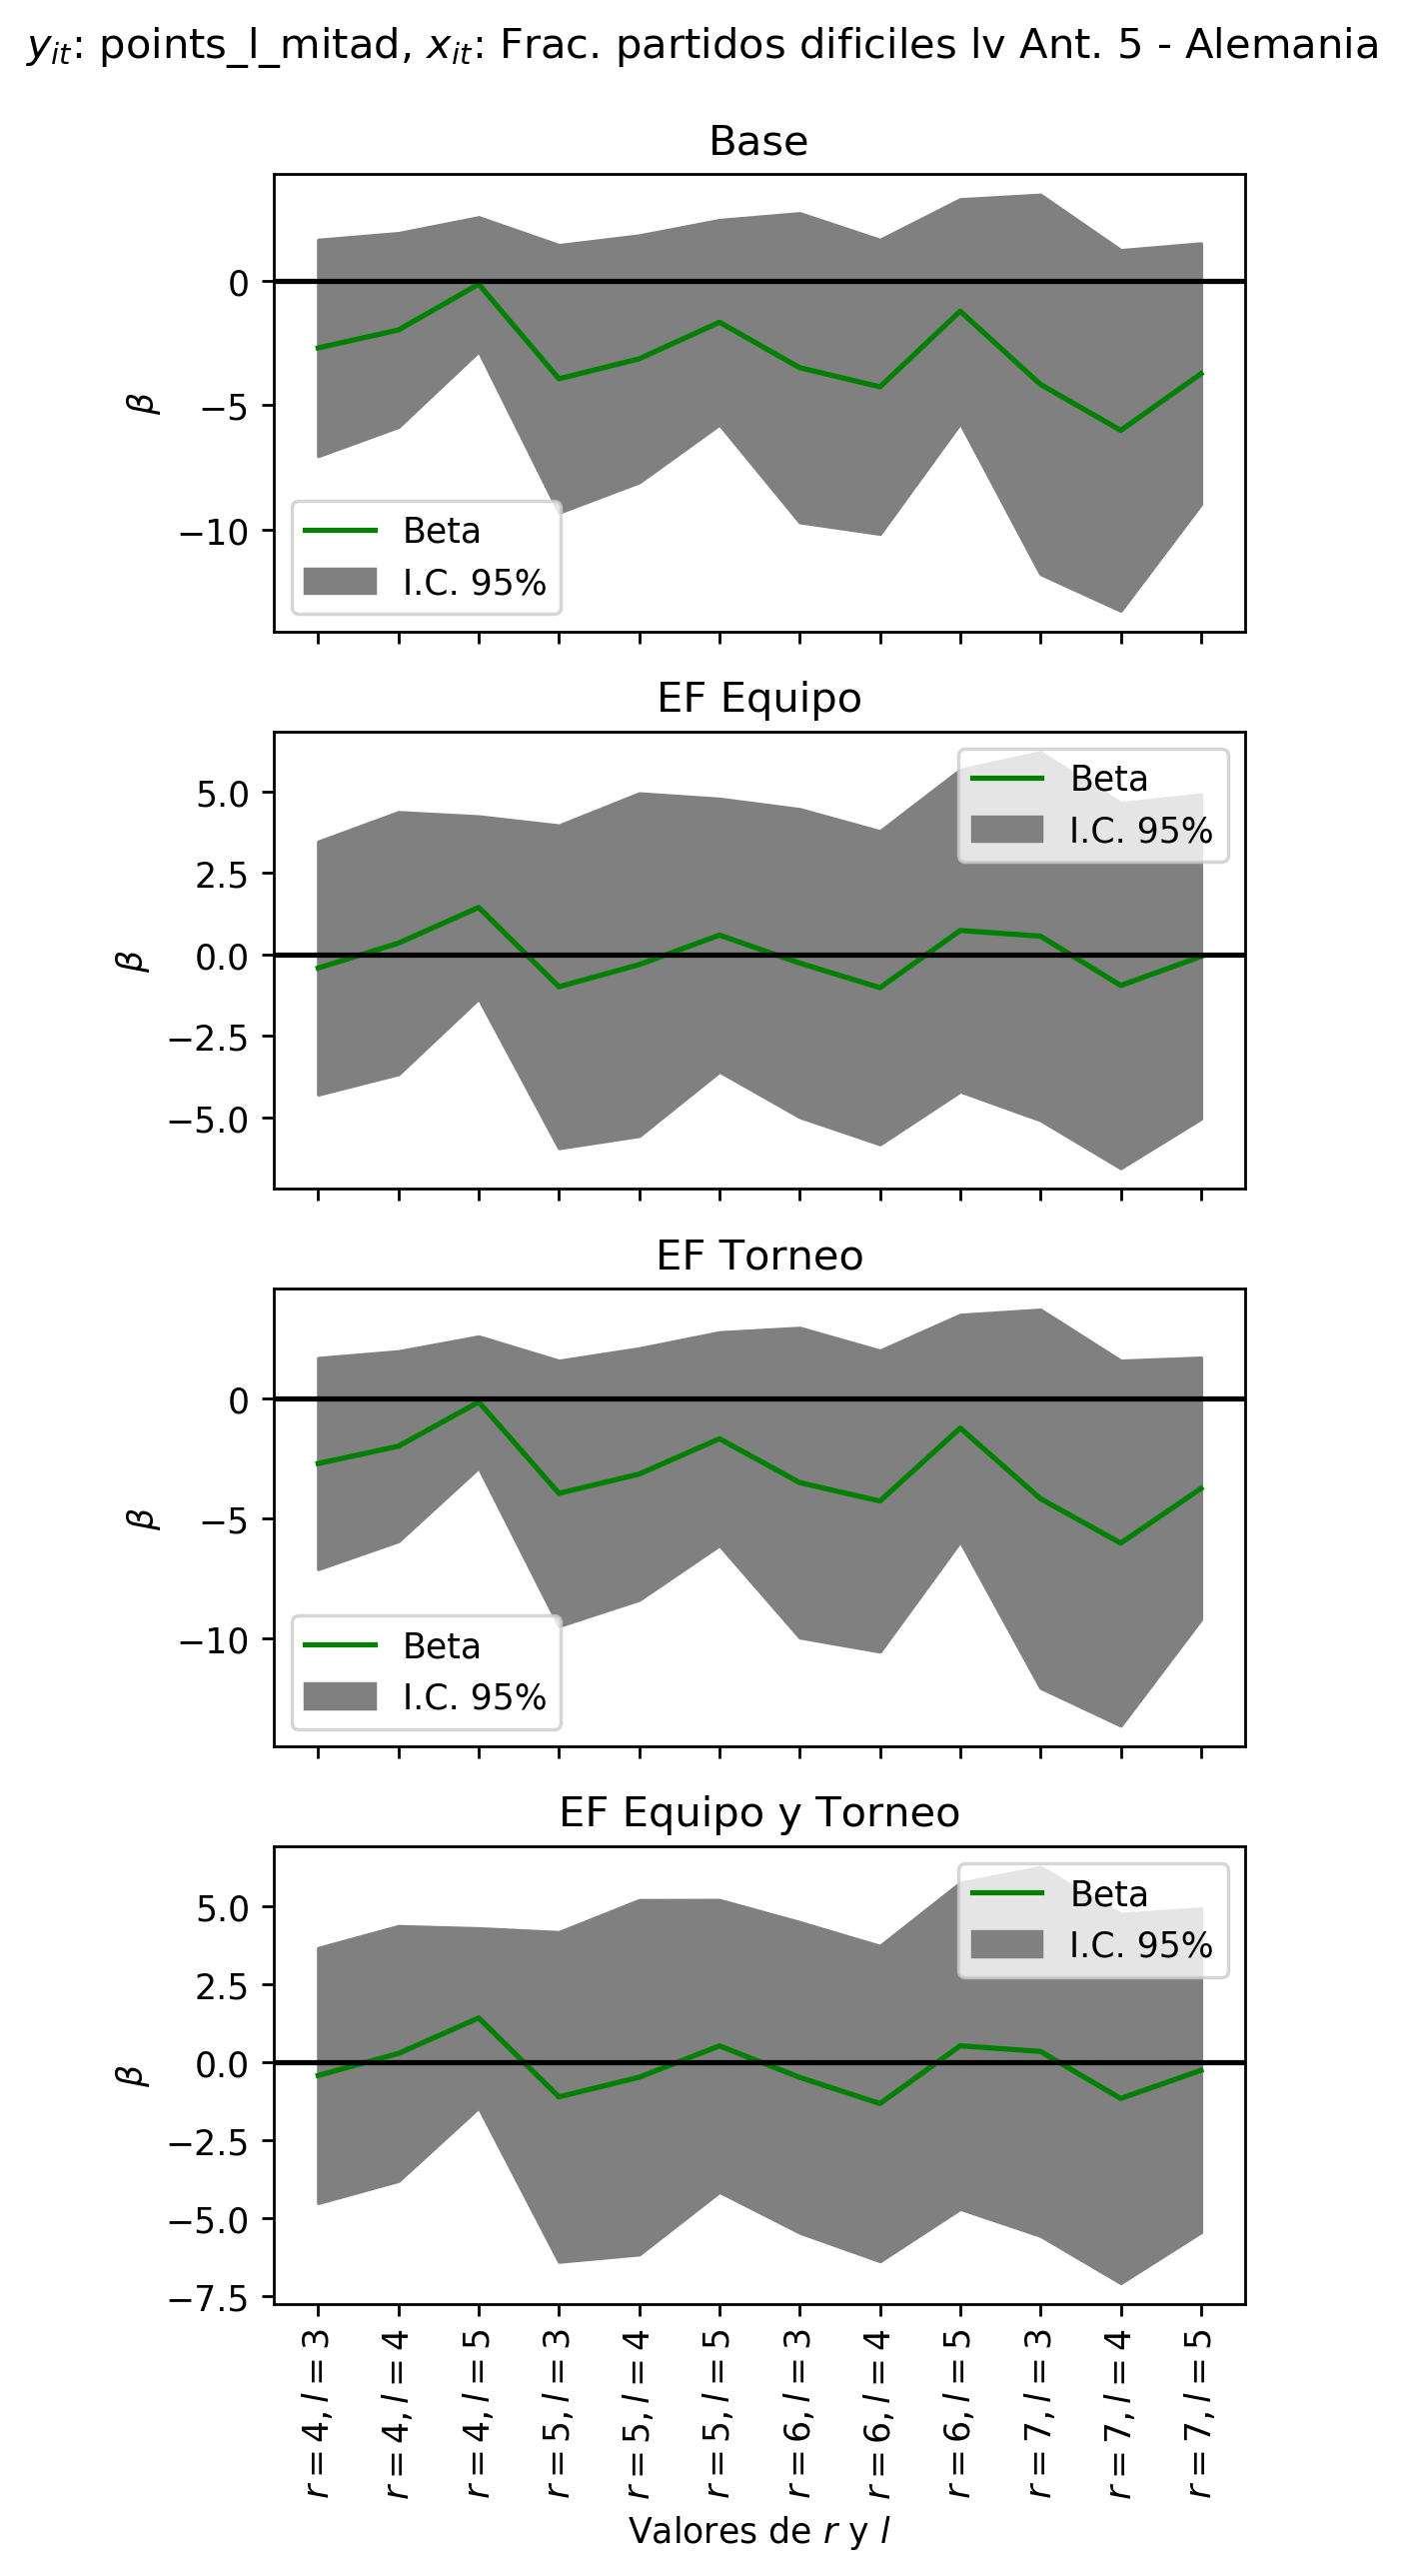 y_it: points_l_mitad, x_it: Frac. partidos dificiles lv Ant. 5 - Alemania
Base
0
−5
−10
β
Beta
I.C. 95%
EF Equipo
5.0
2.5
0.0
−2.5
−5.0
β
Beta
I.C. 95%
EF Torneo
0
−5
−10
β
Beta
I.C. 95%
EF Equipo y Torneo
5.0
2.5
0.0
−2.5
−5.0
−7.5
β
Beta
I.C. 95%
r = 4, l = 3
r = 4, l = 4
r = 4, l = 5
r = 5, l = 3
r = 5, l = 4
r = 5, l = 5
r = 6, l = 3
r = 6, l = 4
r = 6, l = 5
r = 7, l = 3
r = 7, l = 4
r = 7, l = 5
Valores de r y l